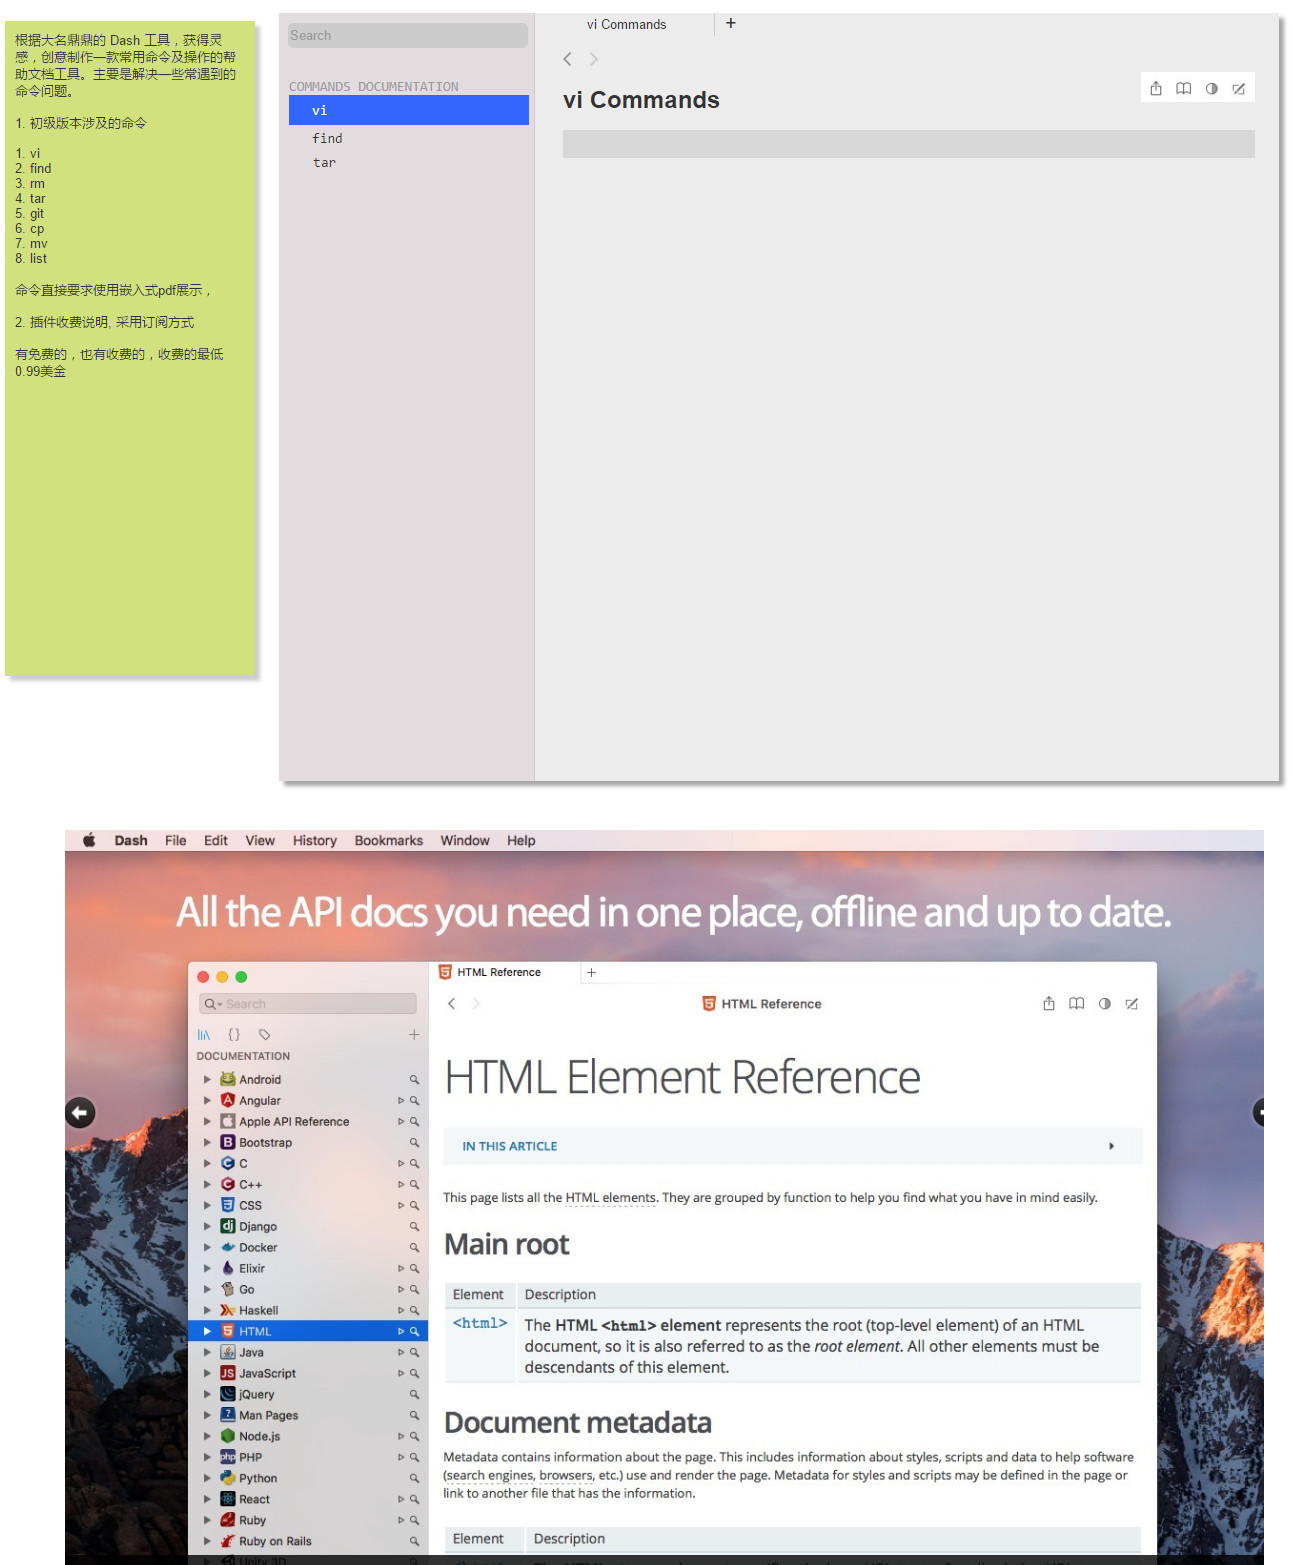 根据大名鼎鼎的 Dash 工具，获得灵
感，创意制作一款常用命令及操作的帮
助文档工具。主要是解决一些常遇到的
命令问题。
1. 初级版本涉及的命令
1. vi
2. find
3. rm
4. tar
5. git
6. cp
7. mv
8. list
命令直接要求使用嵌入式pdf展示，
2. 插件收费说明, 采用订阅方式
有免费的，也有收费的，收费的最低
0.99美金
Search
COMMANDS DOCUMENTATION
vi
find
tar
vi Commands
+
vi Commands
Dash File Edit View History Bookmarks Window Help
All the API docs you need in one place, offline and up to date.
Search
DOCUMENTATION
Android
Angular
Apple API Reference
Bootstrap
C
C++
CSS
Django
Docker
Elixir
Go
Haskell
HTML
Java
JavaScript
jQuery
Man Pages
Node.js
PHP
Python
React
Ruby
Ruby on Rails
Unity 3D
HTML Reference
HTML Reference
HTML Element Reference
IN THIS ARTICLE
This page lists all the HTML elements. They are grouped by function to help you find what you have in mind easily.
Main root
Element Description
<html> The HTML <html> element represents the root (top-level element) of an HTML
document, so it is also referred to as the root element. All other elements must be
descendants of this element.
Document metadata
Metadata contains information about the page. This includes information about styles, scripts and data to help software
(search engines, browsers, etc.) use and render the page. Metadata for styles and scripts may be defined in the page or
link to another file that has the information.
Element Description